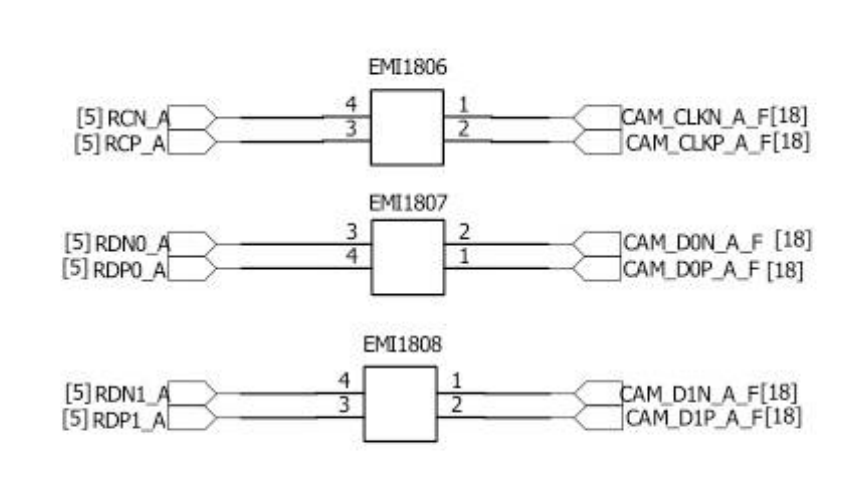 EMI1806
[5] RCN_A 4 1 CAM_CLKN_A_F[18]
[5] RCP_A 3 2 CAM_CLKP_A_F[18]
EMI1807
[5] RDN0_A 3 2 CAM_D0N_A_F [18]
[5] RDP0_A 4 1 CAM_D0P_A_F [18]
EMI1808
[5] RDN1_A 4 1 CAM_D1N_A_F[18]
[5] RDP1_A 3 2 CAM_D1P_A_F[18]